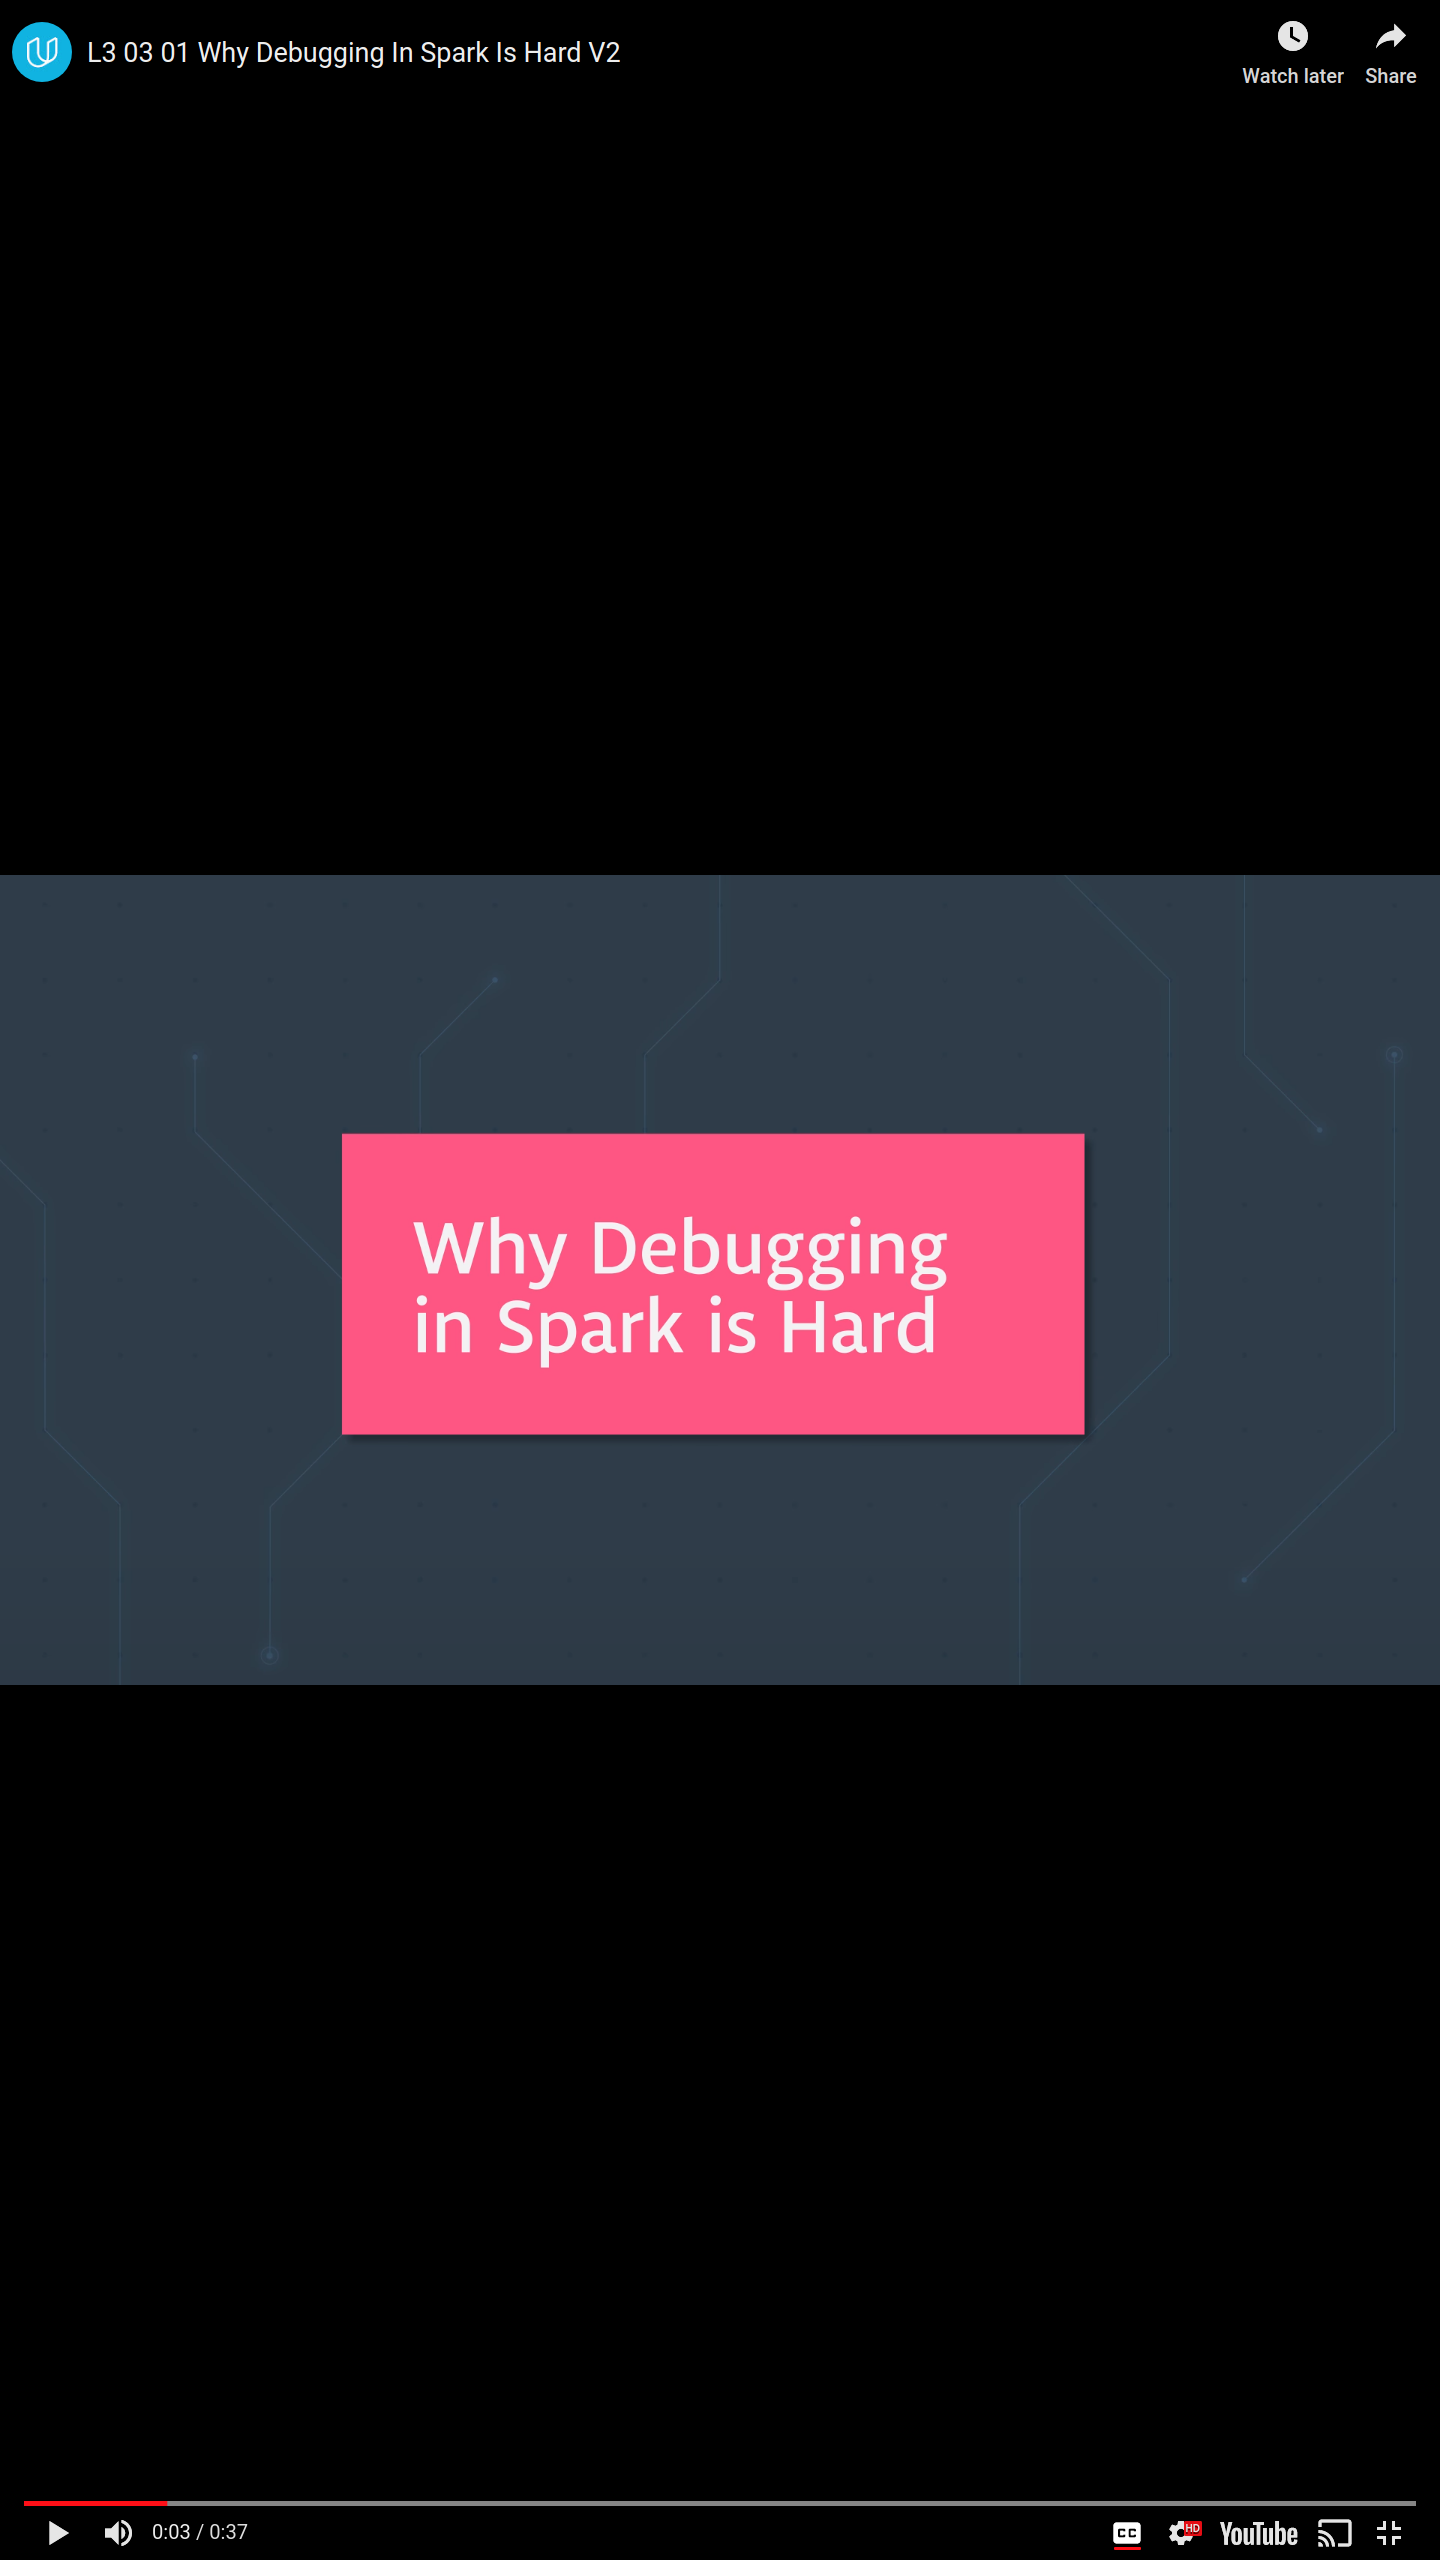 L3 03 01 Why Debugging In Spark Is Hard V2
Watch later
Share
Why Debugging
in Spark is Hard
0:03 / 0:37
CC
HD
YouTube